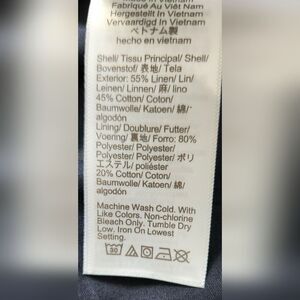 Made in Vietnam
Fabriqué Au Viêt Nam
Hergestellt In Vietnam
Vervaardigd In Vietnam
ベトナム製
hecho en vietnam
Shell/ Tissu Principal/ Shell/
Bovenstof/ 表地/ Tela
Exterior: 55% Linen/ Lin/
Leinen/ Linnen/ 麻/ lino
45% Cotton/ Coton/
Baumwolle/ Katoen/ 綿/
algodón
Lining/ Doublure/ Futter/
Voering/ 裏地/ Forro: 80%
Polyester/ Polyester/
Polyester/ Polyester/ ポリ
エステル/ poliéster
20% Cotton/ Coton/
Baumwolle/ Katoen/ 綿/
algodón
Machine Wash Cold. With
Like Colors. Non-chlorine
Bleach Only. Tumble Dry
Low. Iron On Lowest
Setting.
30